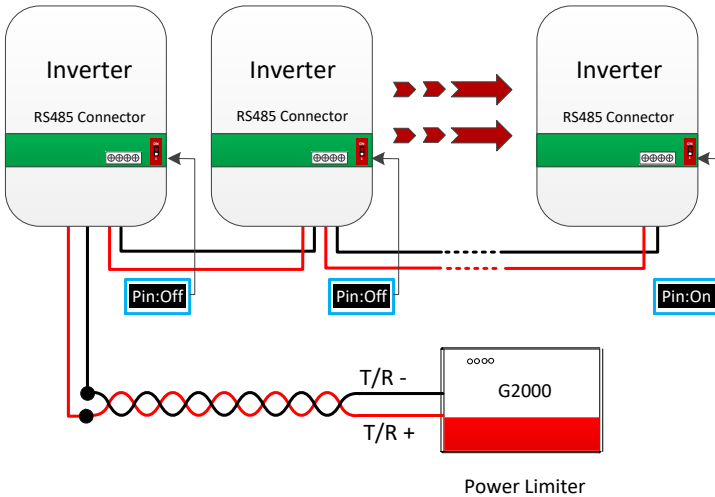 Inverter
RS485 Connector
Inverter
RS485 Connector
Inverter
RS485 Connector
Pin:Off
Pin:Off
Pin:On
T/R -
T/R +
G2000
Power Limiter